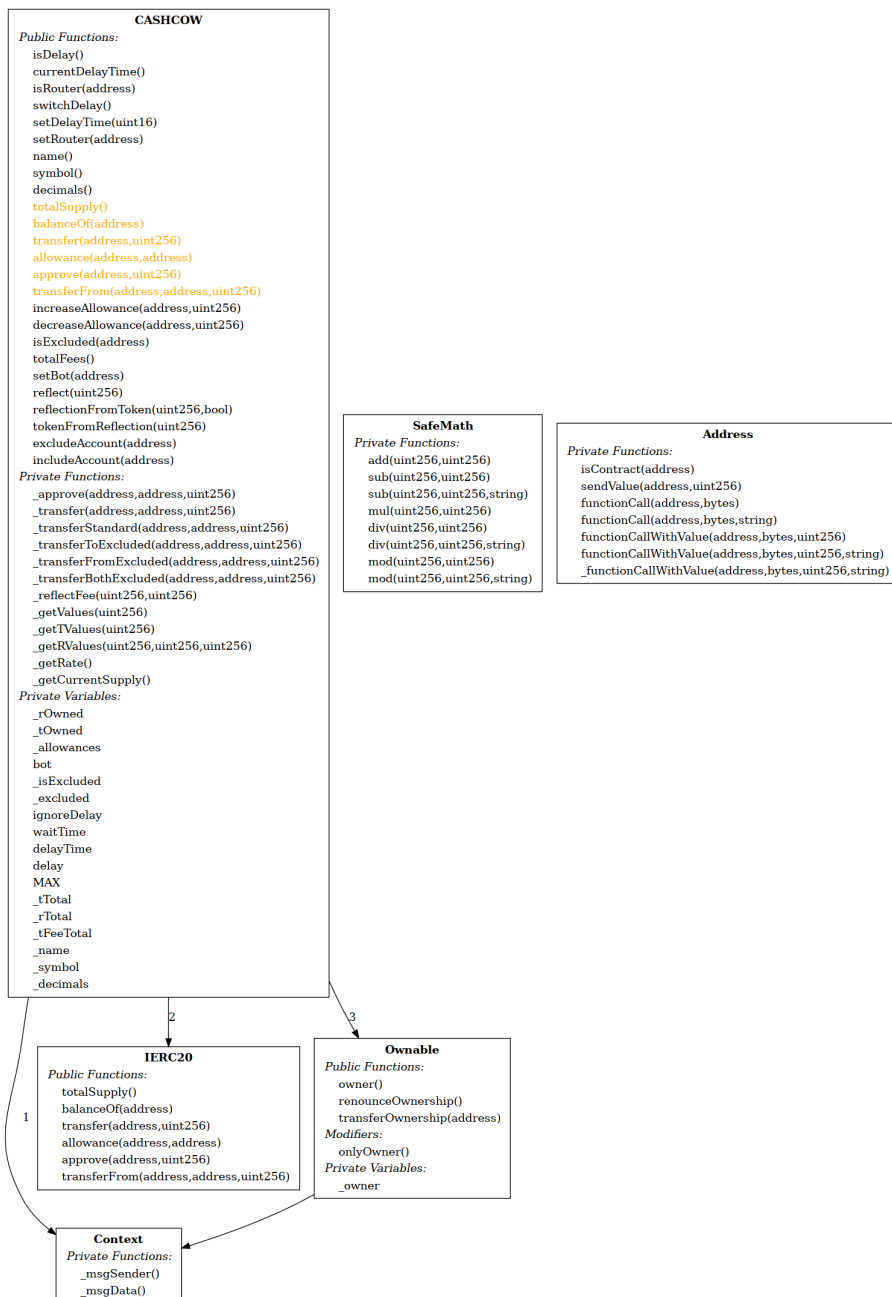 CASHCOW
Public Functions:
isDelay()
currentDelayTime()
isRouter(address)
switchDelay()
setDelayTime(uint16)
setRouter(address)
name()
symbol()
decimals()
totalSupply()
balanceOf(address)
transfer(address,uint256)
allowance(address,address)
approve(address,uint256)
transferFrom(address,address,uint256)
increaseAllowance(address,uint256)
decreaseAllowance(address,uint256)
isExcluded(address)
totalFees()
setBot(address)
reflect(uint256)
reflectionFromToken(uint256,bool)
tokenFromReflection(uint256)
excludeAccount(address)
includeAccount(address)
Private Functions:
_approve(address,address,uint256)
_transfer(address,address,uint256)
_transferStandard(address,address,uint256)
_transferToExcluded(address,address,uint256)
_transferFromExcluded(address,address,uint256)
_transferBothExcluded(address,address,uint256)
_reflectFee(uint256,uint256)
_getValues(uint256)
_getTValues(uint256)
_getRValues(uint256,uint256,uint256)
_getRate()
_getCurrentSupply()
Private Variables:
_rOwned
_tOwned
_allowances
bot
_isExcluded
_excluded
ignoreDelay
waitTime
delayTime
delay
MAX
_tTotal
_rTotal
_tFeeTotal
_name
_symbol
_decimals
SafeMath
Private Functions:
add(uint256,uint256)
sub(uint256,uint256)
sub(uint256,uint256,string)
mul(uint256,uint256)
div(uint256,uint256)
div(uint256,uint256,string)
mod(uint256,uint256)
mod(uint256,uint256,string)
Address
Private Functions:
isContract(address)
sendValue(address,uint256)
functionCall(address,bytes)
functionCall(address,bytes,string)
functionCallWithValue(address,bytes,uint256)
functionCallWithValue(address,bytes,uint256,string)
_functionCallWithValue(address,bytes,uint256,string)
2
3
IERC20
Public Functions:
totalSupply()
balanceOf(address)
transfer(address,uint256)
allowance(address,address)
approve(address,uint256)
transferFrom(address,address,uint256)
Ownable
Public Functions:
owner()
renounceOwnership()
transferOwnership(address)
Modifiers:
onlyOwner()
Private Variables:
_owner
1
Context
Private Functions:
_msgSender()
_msgData()